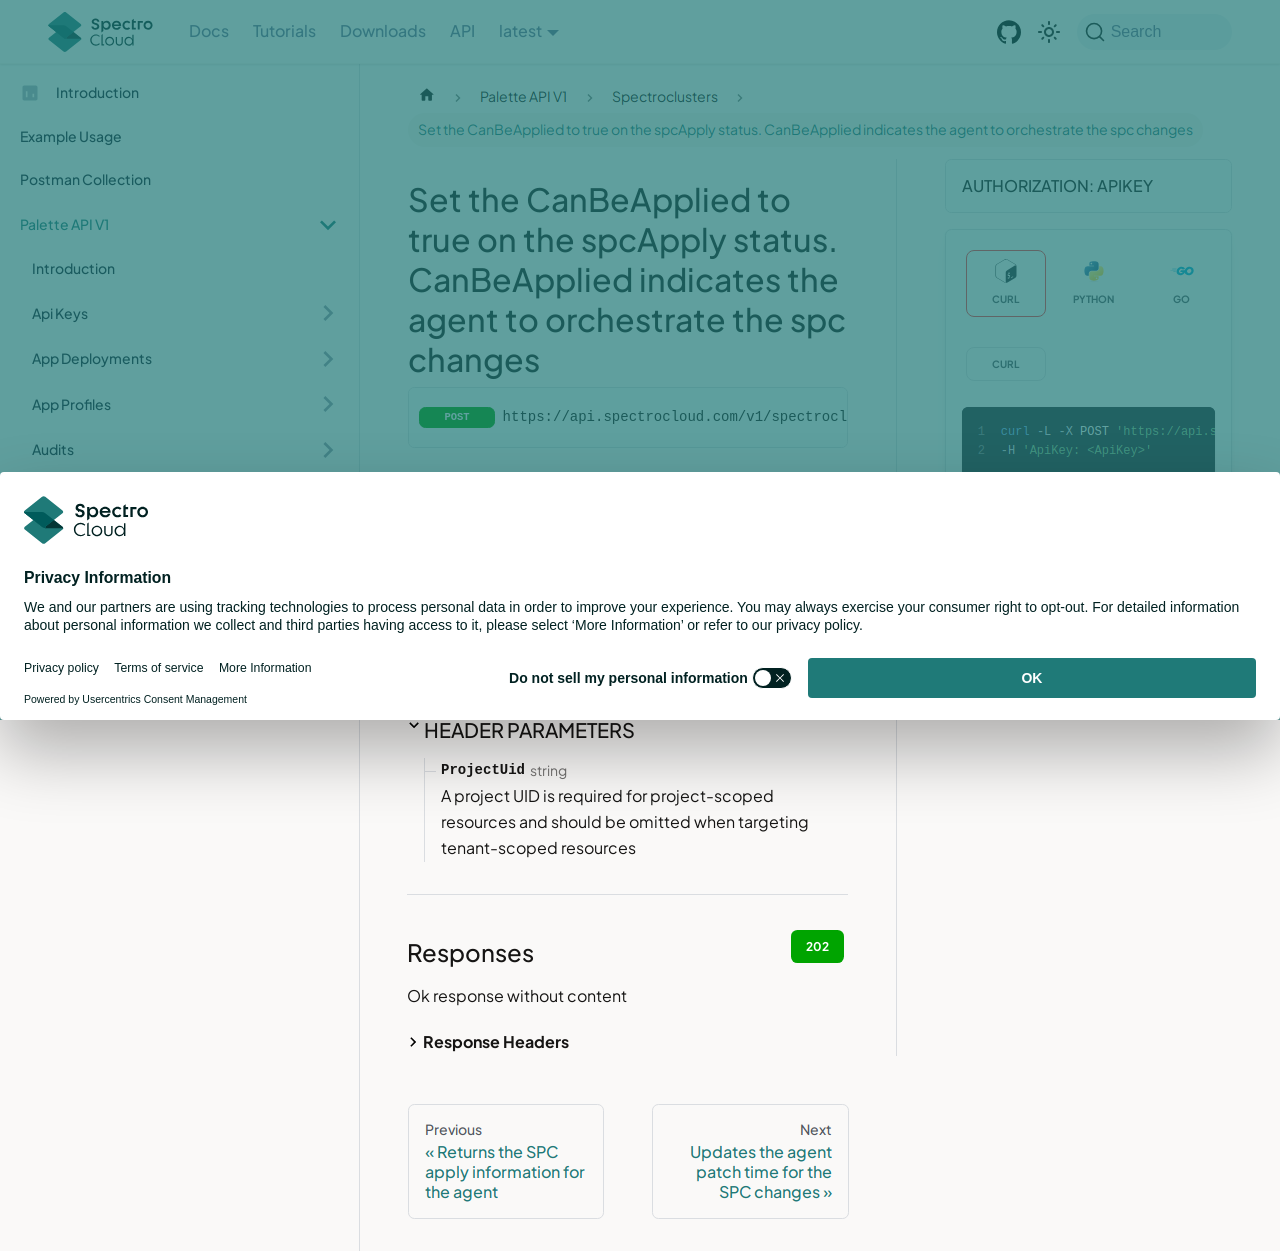 Spectro Cloud
Docs
Tutorials
Downloads
API
latest
Search
Introduction
Example Usage
Postman Collection
Palette API V1
Introduction
Api Keys
App Deployments
App Profiles
Audits
Palette API V1
Spectroclusters
Set the CanBeApplied to true on the spcApply status. CanBeApplied indicates the agent to orchestrate the spc changes
Set the CanBeApplied to
true on the spcApply status.
CanBeApplied indicates the
agent to orchestrate the spc
changes
POST https://api.spectrocloud.com/v1/spectrocl
AUTHORIZATION: APIKEY
CURL
PYTHON
GO
CURL
1 curl -L -X POST 'https://api.s
2 -H 'ApiKey: <ApiKey>'
Spectro
Cloud
Privacy Information
We and our partners are using tracking technologies to process personal data in order to improve your experience. You may always exercise your consumer right to opt-out. For detailed information
about personal information we collect and third parties having access to it, please select ‘More Information’ or refer to our privacy policy.
Privacy policy
Terms of service
More Information
Powered by Usercentrics Consent Management
Do not sell my personal information
OK
HEADER PARAMETERS
ProjectUid string
A project UID is required for project-scoped
resources and should be omitted when targeting
tenant-scoped resources
Responses
202
Ok response without content
Response Headers
Previous
« Returns the SPC
apply information for
the agent
Next
Updates the agent
patch time for the
SPC changes »